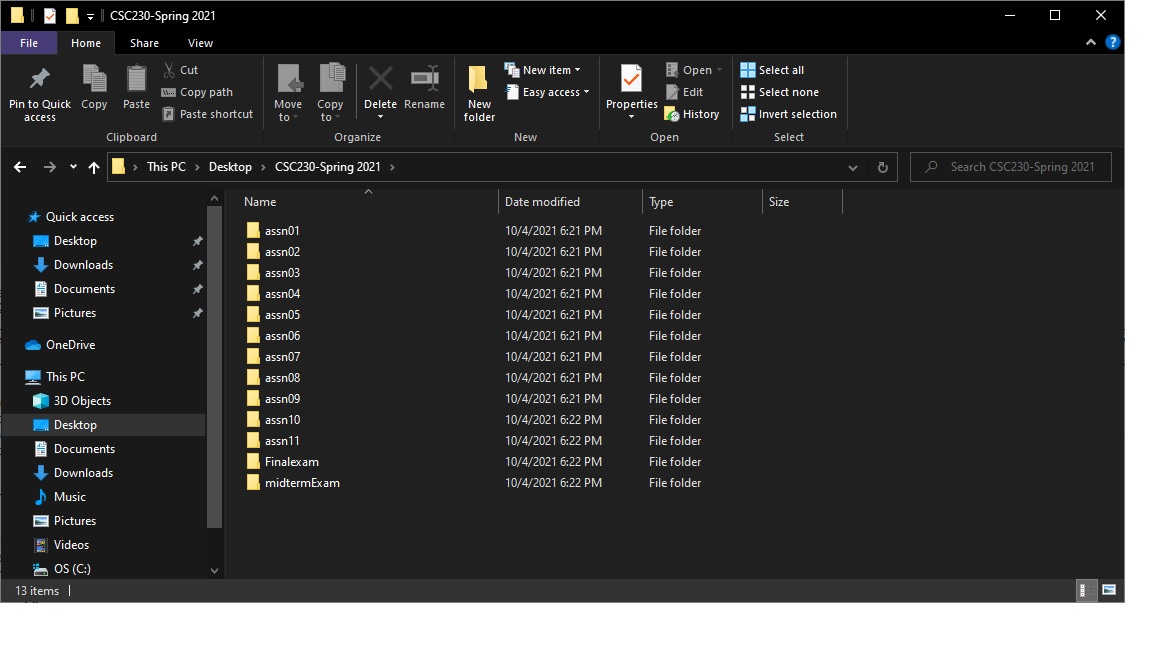 CSC230-Spring 2021
File Home Share View
Pin to Quick access
Copy
Paste
Cut
Copy path
Paste shortcut
Clipboard
Move to
Copy to
Delete
Rename
Organize
New folder
New item
Easy access
New
Properties
Open
Edit
History
Open
Select all
Select none
Invert selection
Select
This PC > Desktop > CSC230-Spring 2021 >
Search CSC230-Spring 2021
Quick access
Desktop
Downloads
Documents
Pictures
OneDrive
This PC
3D Objects
Desktop
Documents
Downloads
Music
Pictures
Videos
OS (C:)
Name Date modified Type Size
assn01 10/4/2021 6:21 PM File folder
assn02 10/4/2021 6:21 PM File folder
assn03 10/4/2021 6:21 PM File folder
assn04 10/4/2021 6:21 PM File folder
assn05 10/4/2021 6:21 PM File folder
assn06 10/4/2021 6:21 PM File folder
assn07 10/4/2021 6:21 PM File folder
assn08 10/4/2021 6:21 PM File folder
assn09 10/4/2021 6:21 PM File folder
assn10 10/4/2021 6:22 PM File folder
assn11 10/4/2021 6:22 PM File folder
Finalexam 10/4/2021 6:22 PM File folder
midtermExam 10/4/2021 6:22 PM File folder
13 items